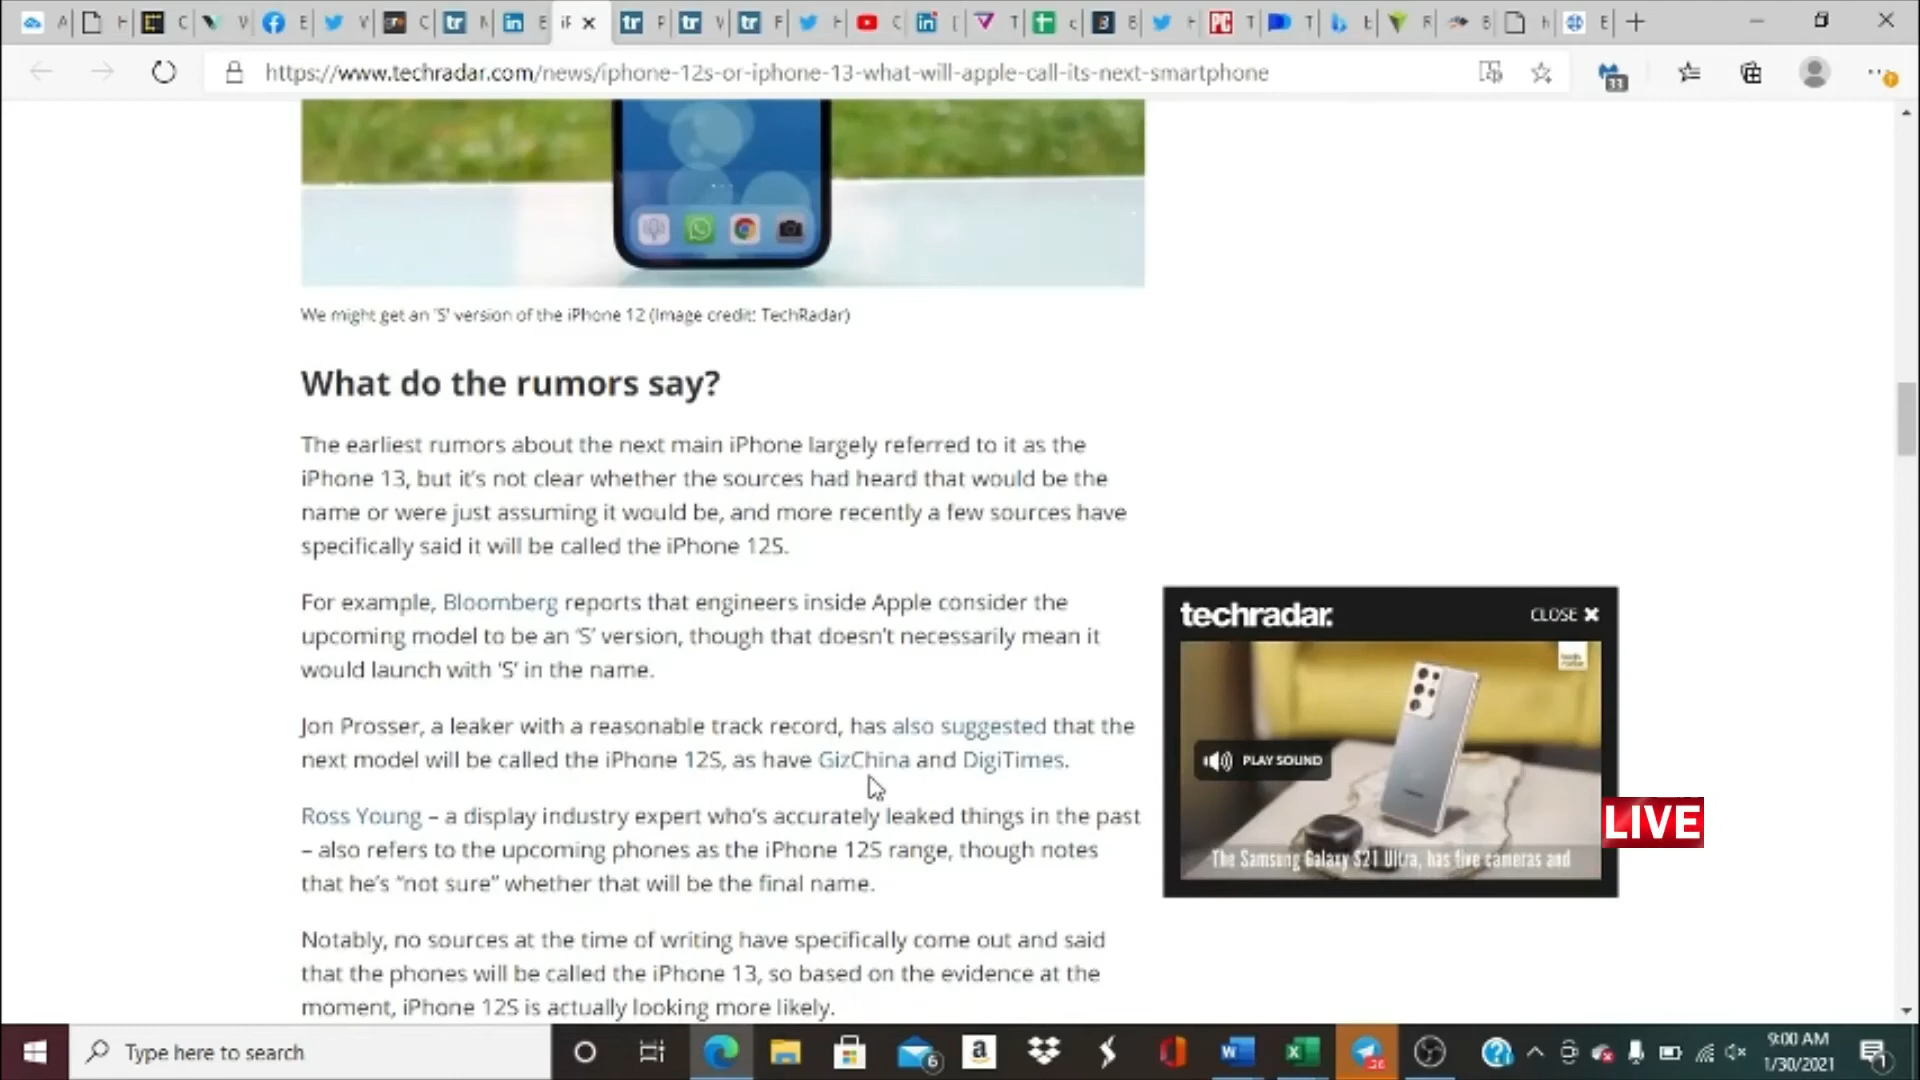 https://www.techradar.com/news/iphone-12s-or-iphone-13-what-will-apple-call-its-next-smartphone
33
We might get an 'S' version of the iPhone 12 (Image credit: TechRadar)
What do the rumors say?
The earliest rumors about the next main iPhone largely referred to it as the
iPhone 13, but it's not clear whether the sources had heard that would be the
name or were just assuming it would be, and more recently a few sources have
specifically said it will be called the iPhone 12S.
For example, Bloomberg reports that engineers inside Apple consider the
upcoming model to be an 'S' version, though that doesn't necessarily mean it
would launch with 'S' in the name.
Jon Prosser, a leaker with a reasonable track record, has also suggested that the
next model will be called the iPhone 12S, as have GizChina and DigiTimes.
Ross Young – a display industry expert who's accurately leaked things in the past
– also refers to the upcoming phones as the iPhone 12S range, though notes
that he's “not sure” whether that will be the final name.
Notably, no sources at the time of writing have specifically come out and said
that the phones will be called the iPhone 13, so based on the evidence at the
moment, iPhone 12S is actually looking more likely.
techradar.
CLOSE
PLAY SOUND
The Samsung Galaxy S21 Ultra, has five cameras and
LIVE
Type here to search
9:00 AM
1/30/2021